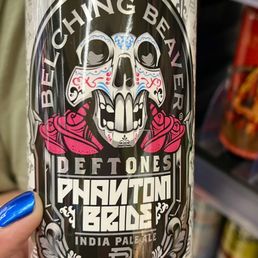 BELCHING BEAVER
DEFTONES
PHANTOM
BRIDE
INDIA PALE ALE